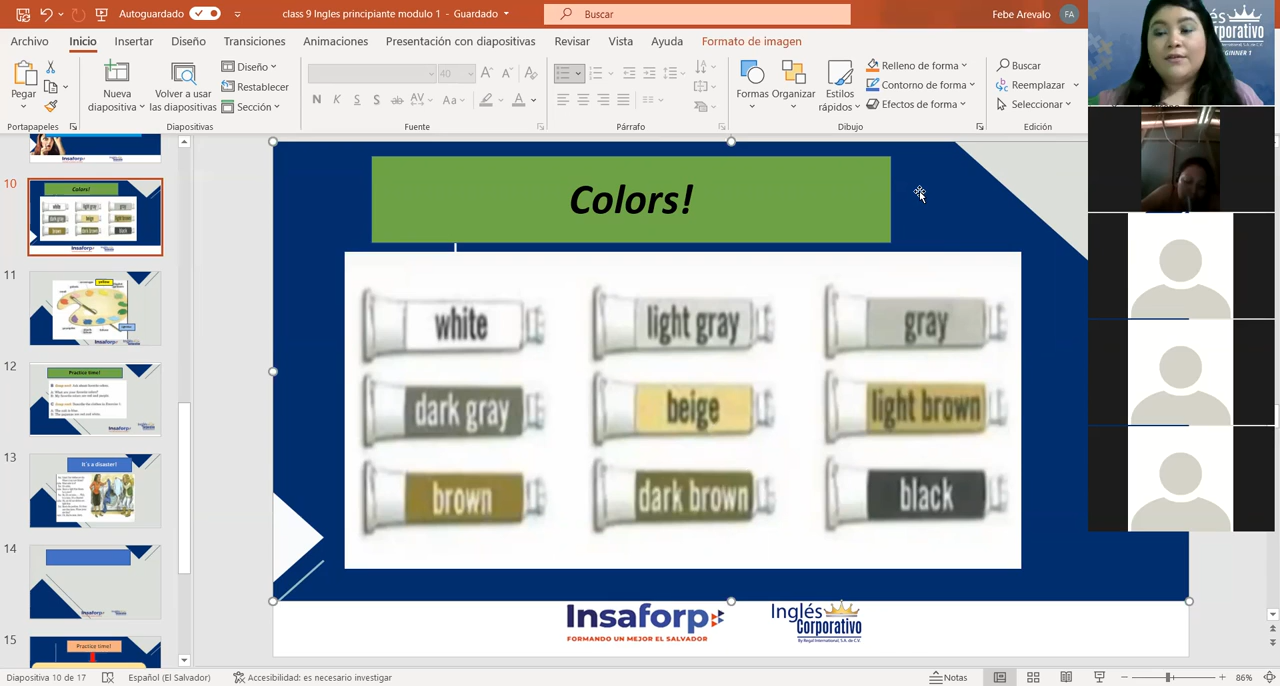 Autoguardado
class 9 Ingles principiante modulo 1 - Guardado
Buscar
Febe Arevalo
FA
Archivo
Inicio
Insertar
Diseño
Transiciones
Animaciones
Presentación con diapositivas
Revisar
Vista
Ayuda
Formato de imagen
Pegar
Nueva
diapositiva
Volver a usar
las diapositivas
Diseño
Restablecer
Sección
40
N K S S ab AV Aa A
Formas
Organizar
Estilos
rápidos
Relleno de forma
Contorno de forma
Efectos de forma
Buscar
Reemplazar
Seleccionar
Portapapeles
Diapositivas
Fuente
Párrafo
Dibujo
Edición
10
Colors!
11
12
Practice time!
13
It's a disaster!
14
15
Practice time!
Colors!
white
light gray
gray
dark gray
beige
light brown
brown
dark brown
black
Insaforp
FORMANDO UN MEJOR EL SALVADOR
Inglés
Corporativo
By Regal International, S.A. de C.V.
Diapositiva 10 de 17
Español (El Salvador)
Accesibilidad: es necesario investigar
Notas
86%